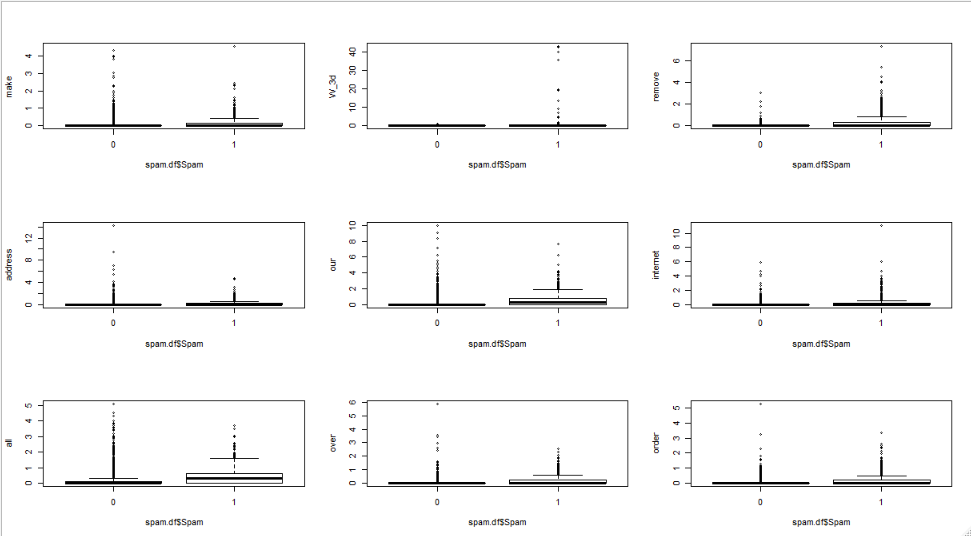 make
0 1 2 3 4
0 1
spam.df$Spam
W_3d
0 10 20 30 40
0 1
spam.df$Spam
remove
0 2 4 6
0 1
spam.df$Spam
address
0 4 8 12
0 1
spam.df$Spam
our
0 2 4 6 8 10
0 1
spam.df$Spam
internet
0 2 4 6 8 10
0 1
spam.df$Spam
all
0 1 2 3 4 5
0 1
spam.df$Spam
over
0 1 2 3 4 5 6
0 1
spam.df$Spam
order
0 1 2 3 4 5
0 1
spam.df$Spam